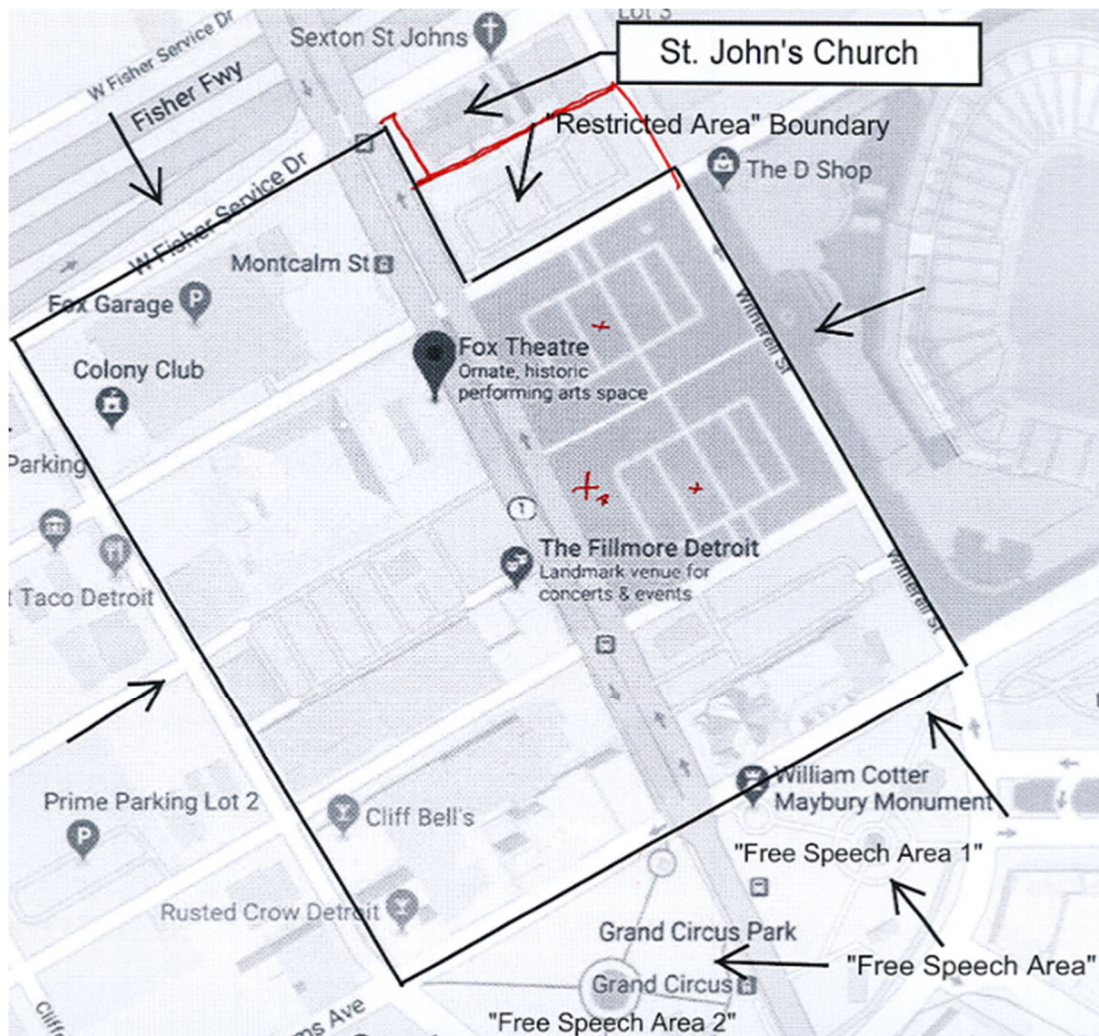 Lot 3
Sexton St Johns
St. John's Church
W Fisher Service Dr
Fisher Fwy
"Restricted Area" Boundary
The D Shop
W Fisher Service Dr
Montcalm St
Fox Garage
P
Witherell St
Fox Theatre
Ornate, historic
performing arts space
Colony Club
Parking
1
The Fillmore Detroit
Landmark venue for
concerts & events
Taco Detroit
Witherell St
William Cotter
Maybury Monument
Prime Parking Lot 2
P
Cliff Bell's
"Free Speech Area 1"
Rusted Crow Detroit
Grand Circus Park
"Free Speech Area"
Grand Circus
"Free Speech Area 2"
ms Ave
Cliff